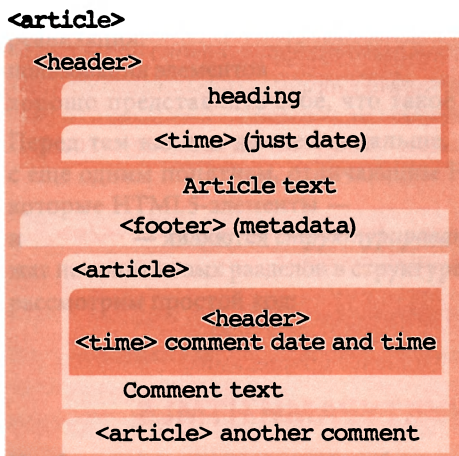 <article>
<header>
heading
<time> (just date)
Article text
<footer> (metadata)
<article>
<header>
<time> comment date and time
Comment text
<article> another comment